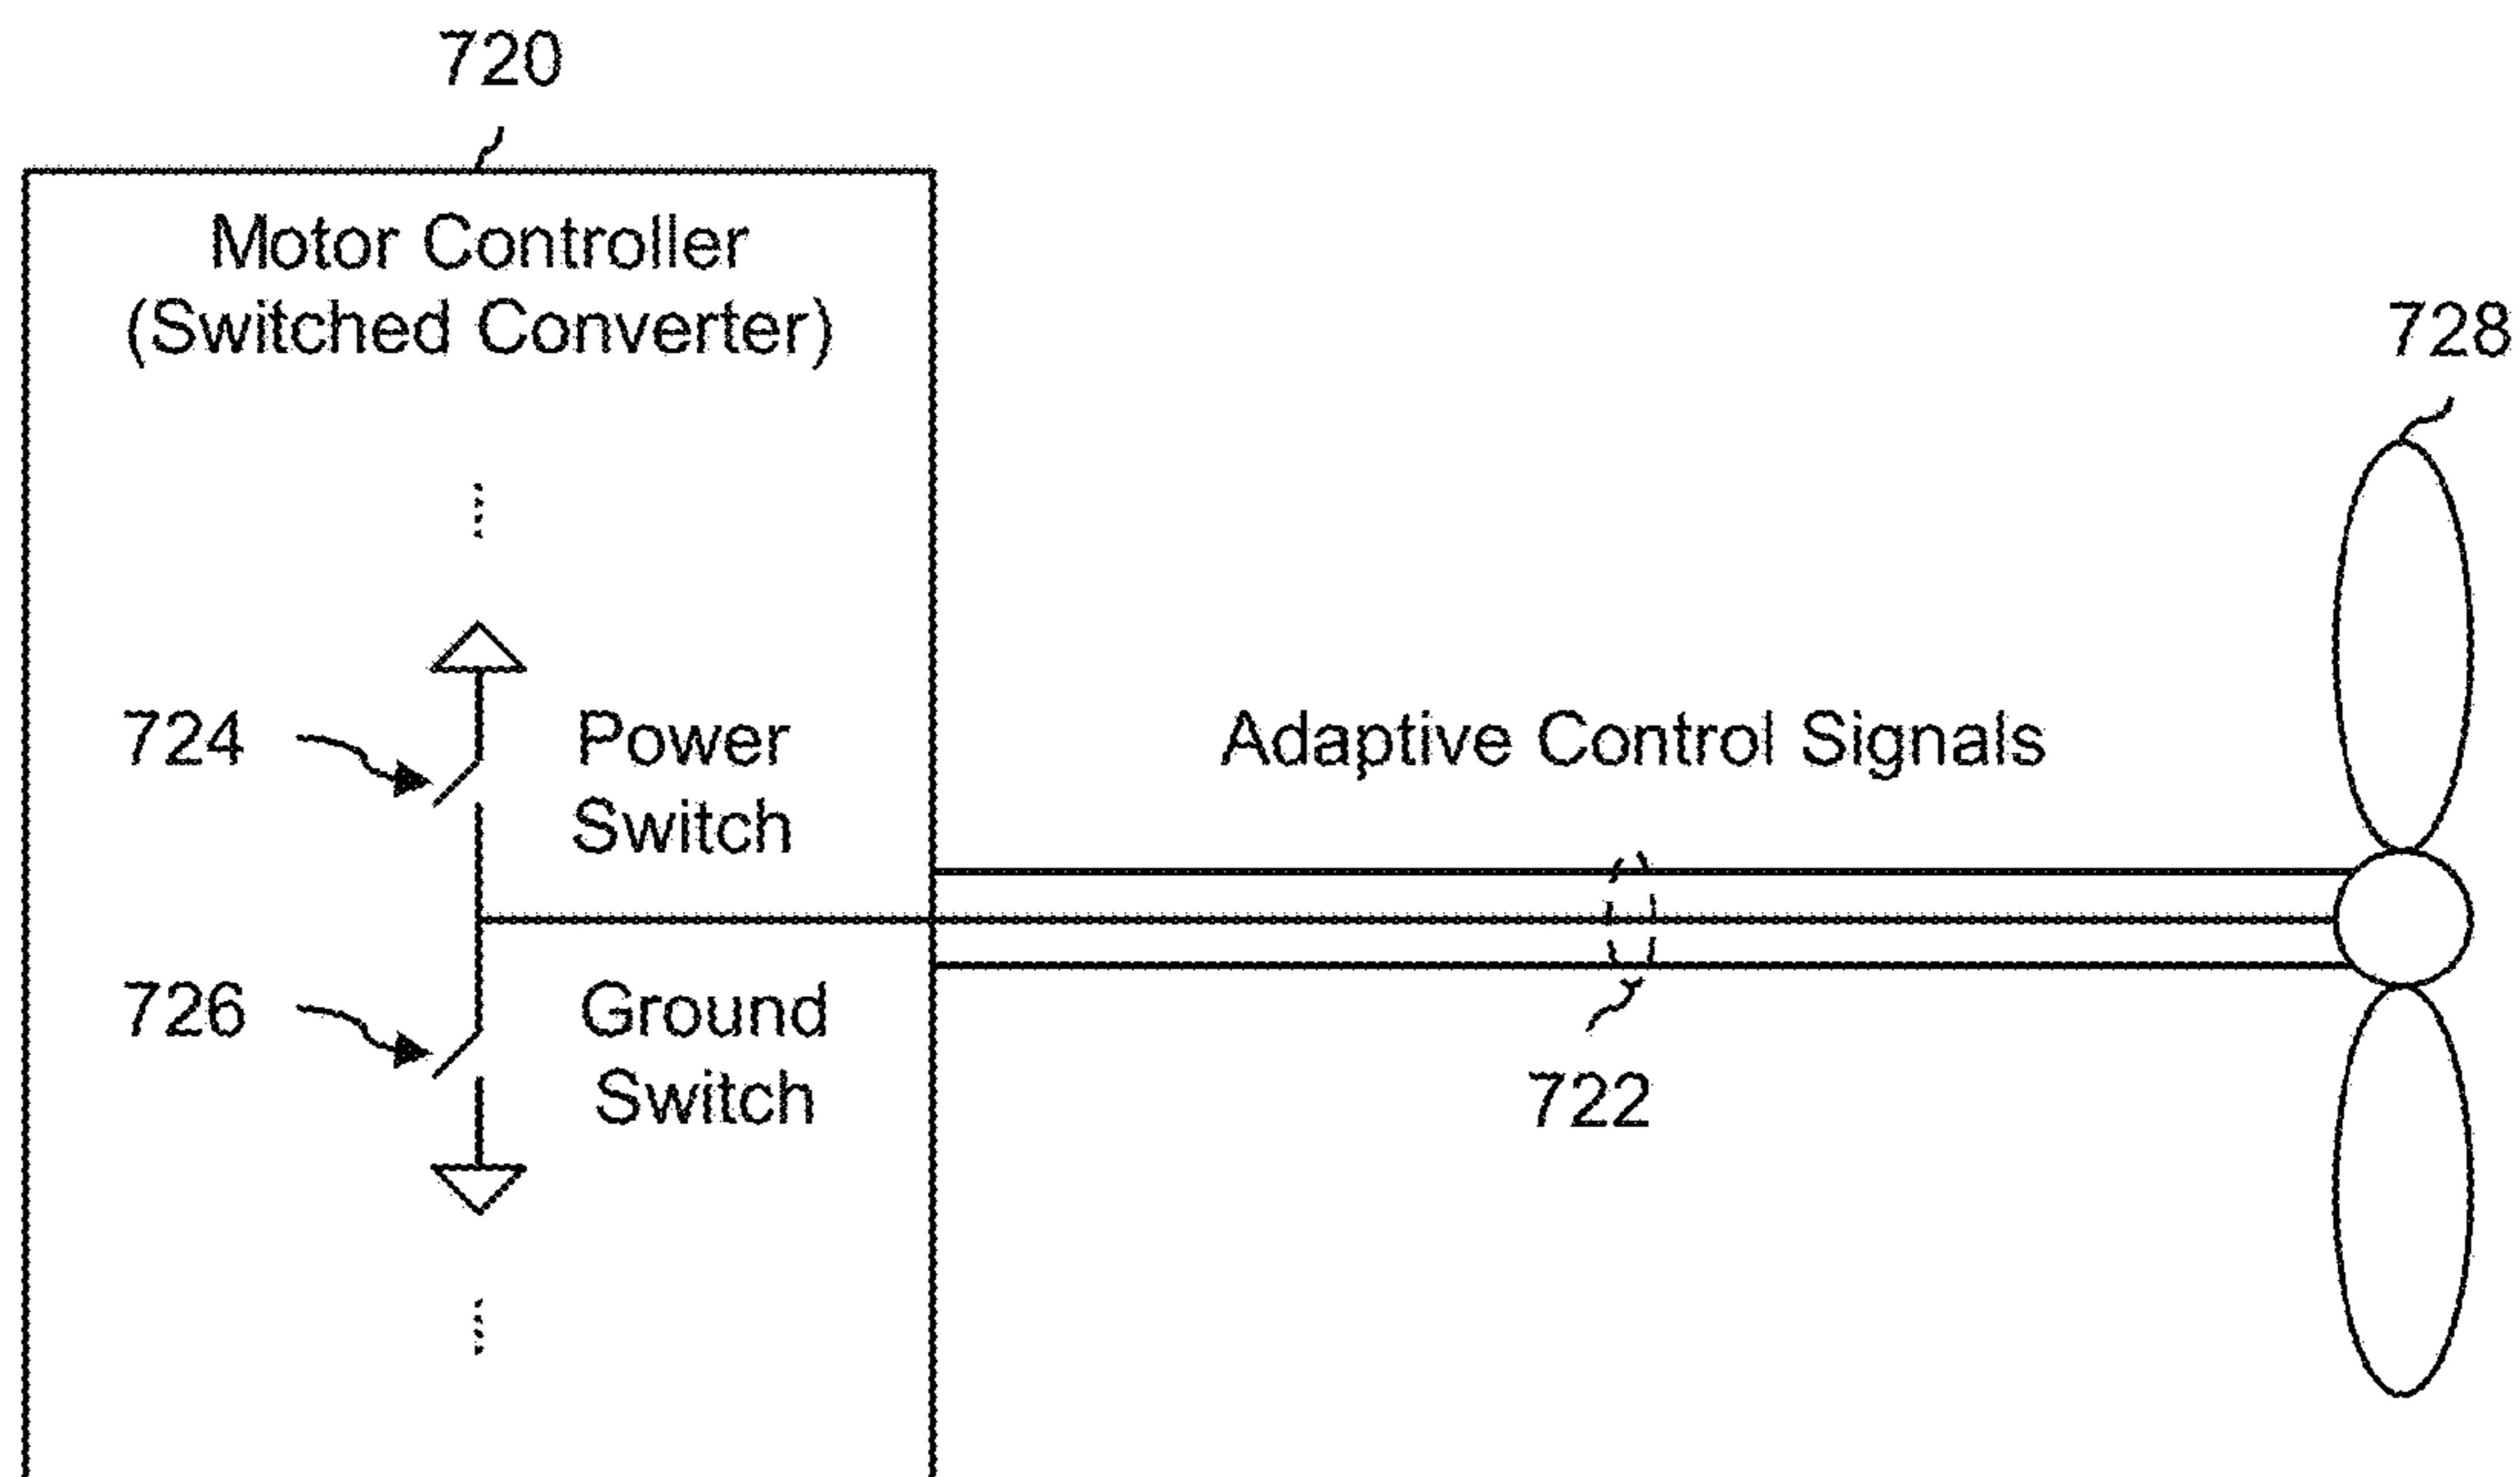 720
Motor Controller
(Switched Converter)
728
724
Power
Switch
Adaptive Control Signals
726
Ground
Switch
722